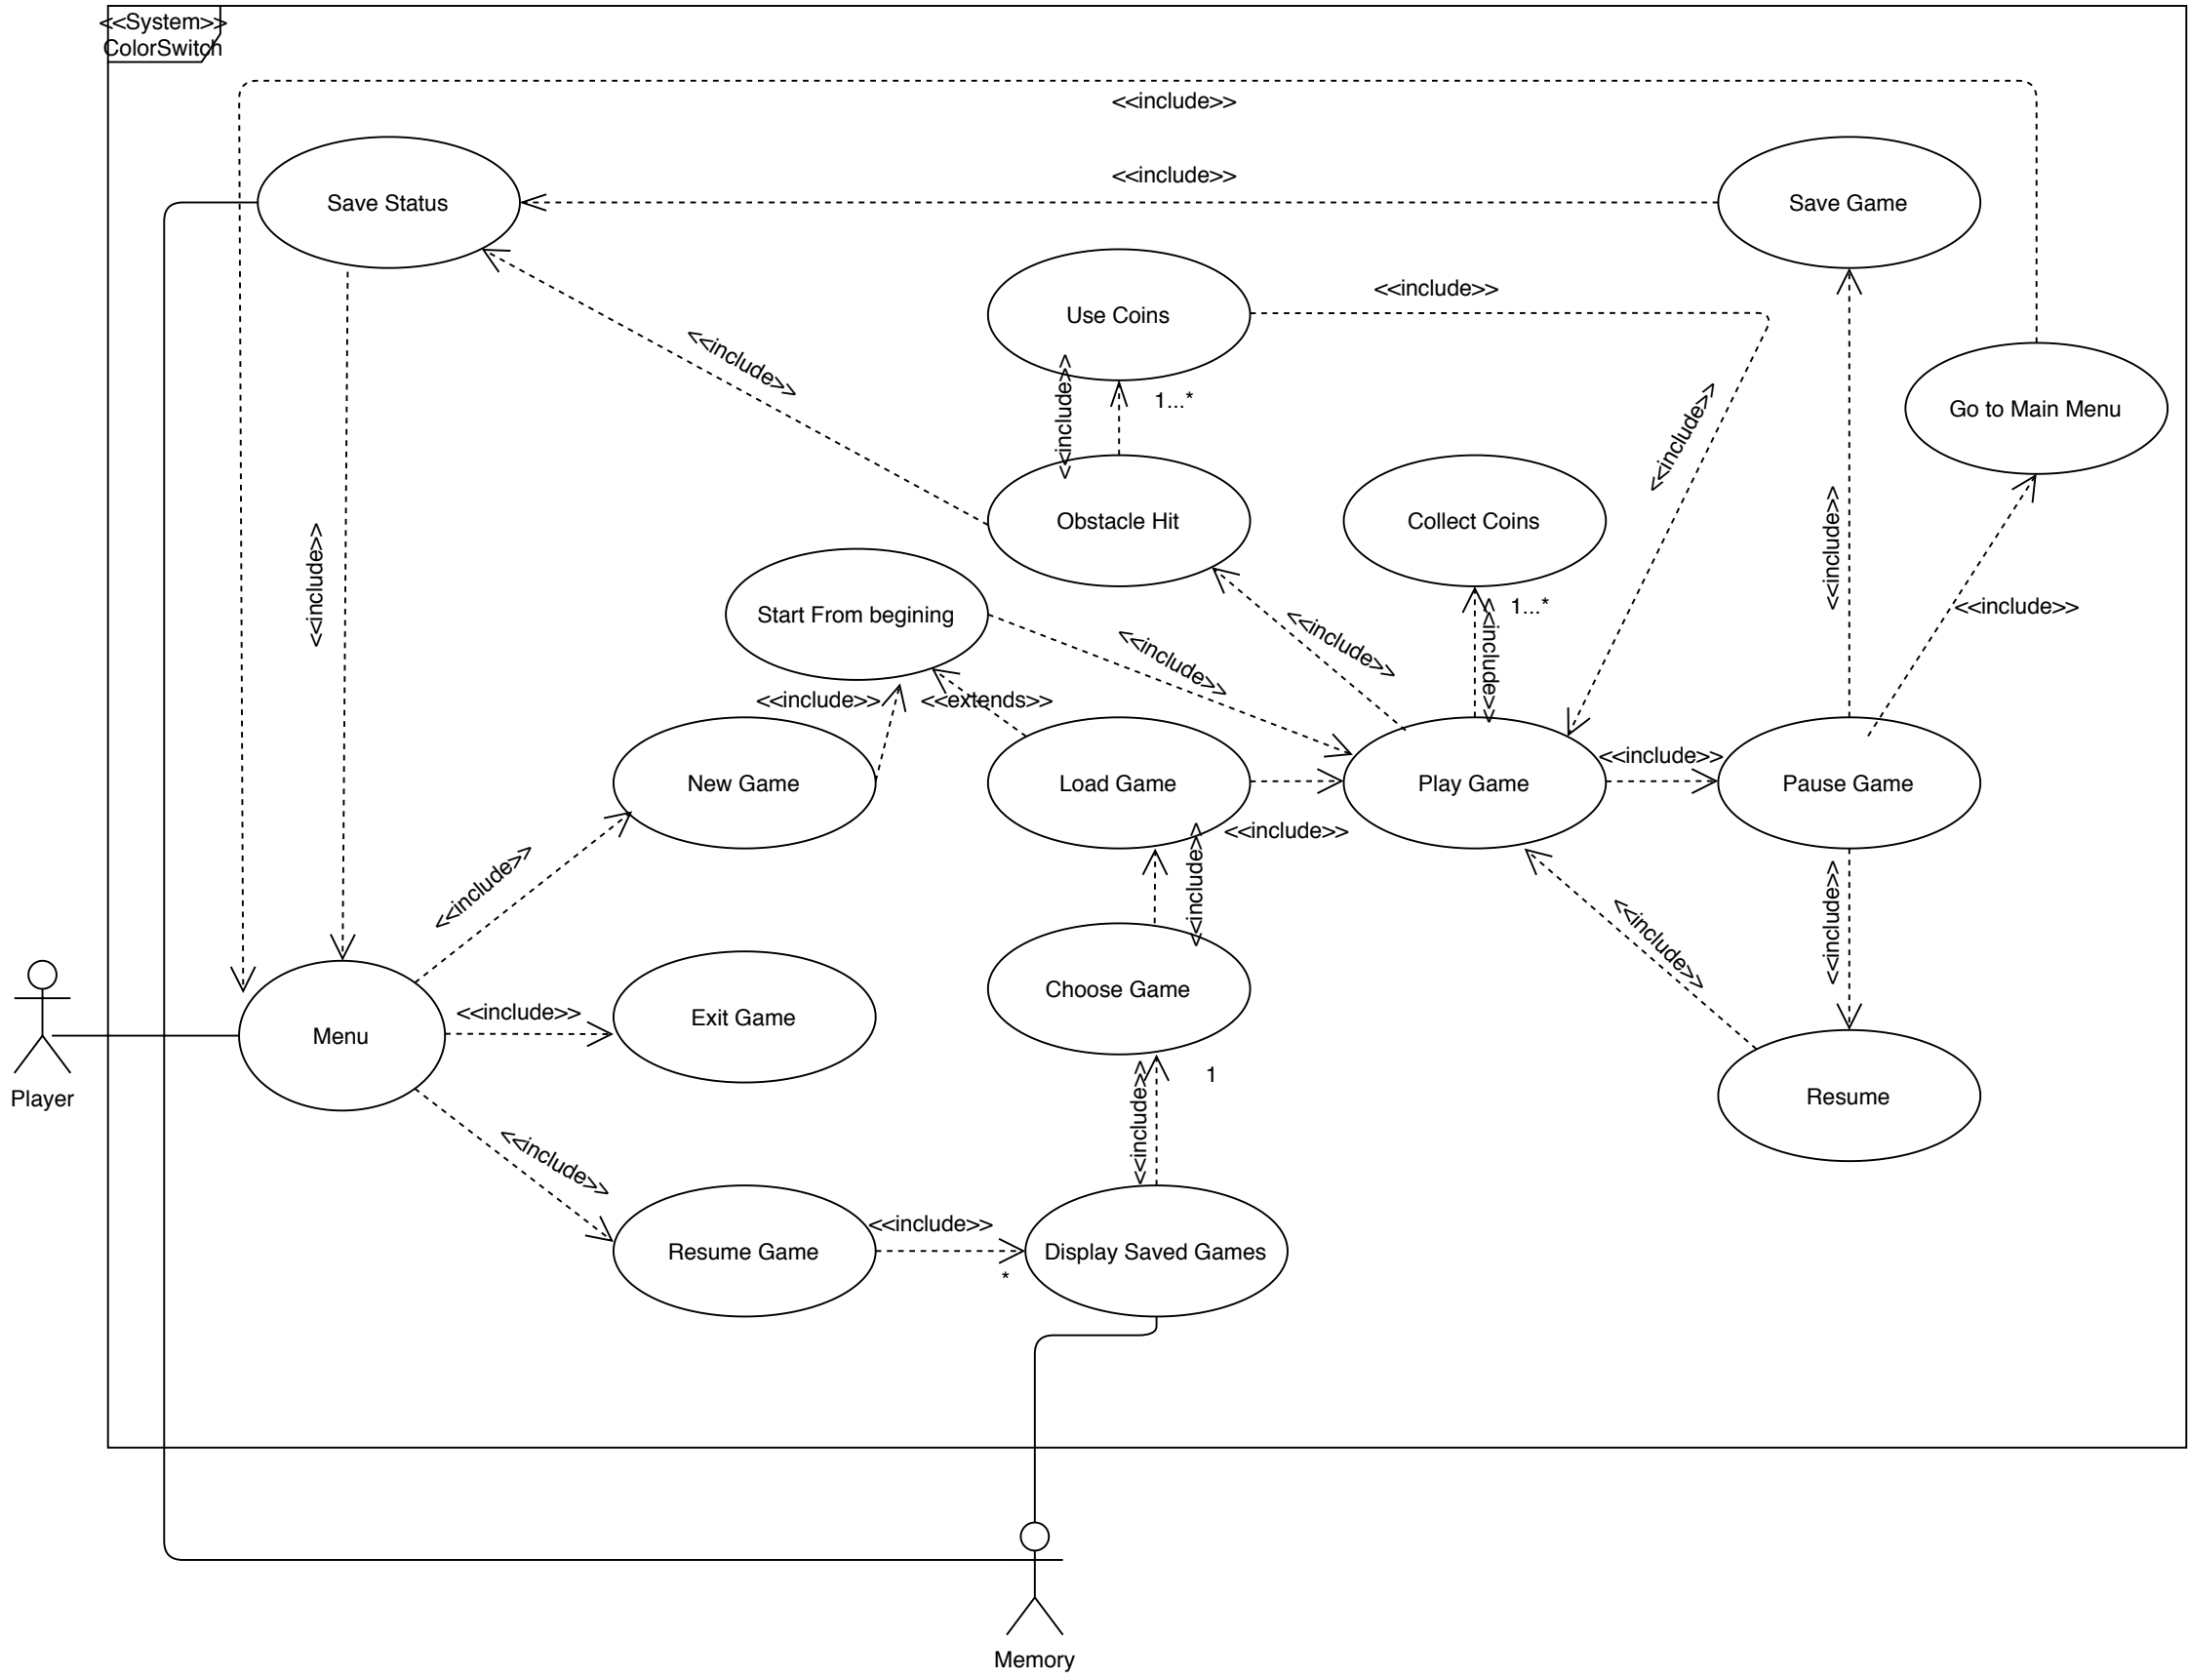 <<System>>
ColorSwitch
<<include>>
<<include>>
Save Status
Save Game
<<include>>
Use Coins
<<include>>
<<include>>
1...*
<<include>>
Go to Main Menu
<<include>>
Obstacle Hit
Collect Coins
<<include>>
<<include>>
Start From begining
<<include>>
<<include>>
<<include>>
1...*
<<include>>
<<include>>
<<extends>>
<<include>>
New Game
Load Game
Play Game
Pause Game
<<include>>
<<include>>
<<include>>
<<include>>
<<include>>
Choose Game
<<include>>
Exit Game
Menu
Player
1
<<include>>
Resume
<<include>>
<<include>>
Resume Game
Display Saved Games
*
Memory